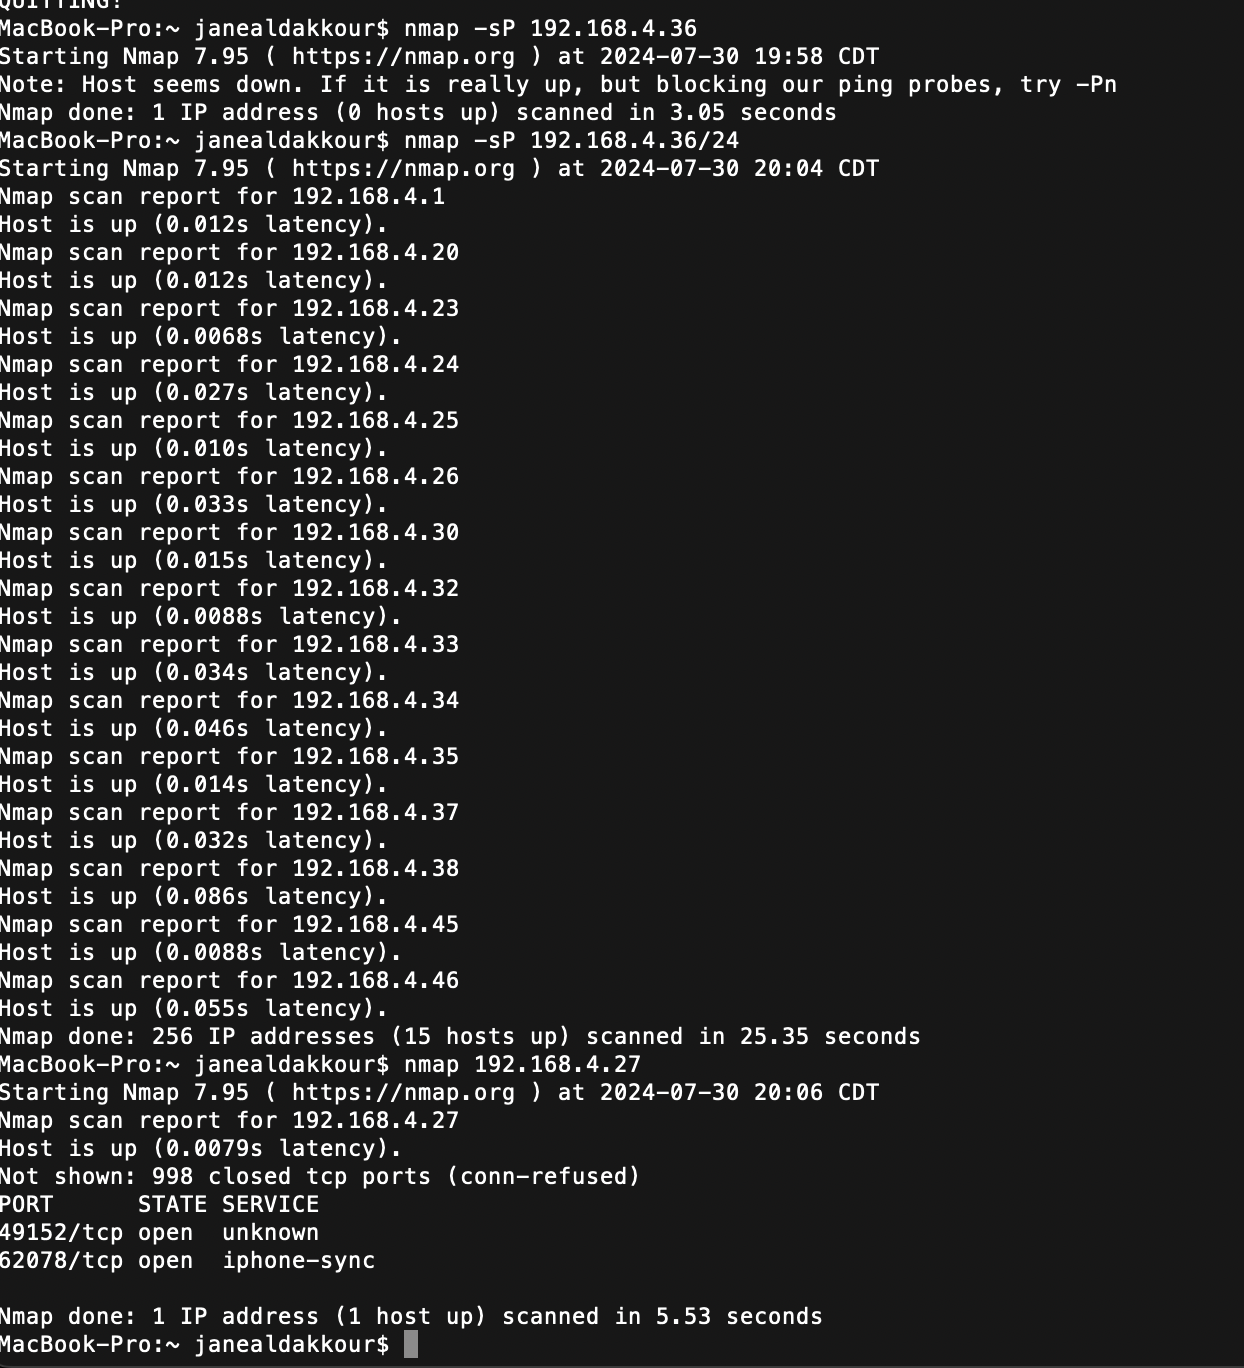 QUITTING!
MacBook-Pro:~ janealdakkour$ nmap -sP 192.168.4.36
Starting Nmap 7.95 ( https://nmap.org ) at 2024-07-30 19:58 CDT
Note: Host seems down. If it is really up, but blocking our ping probes, try -Pn
Nmap done: 1 IP address (0 hosts up) scanned in 3.05 seconds
MacBook-Pro:~ janealdakkour$ nmap -sP 192.168.4.36/24
Starting Nmap 7.95 ( https://nmap.org ) at 2024-07-30 20:04 CDT
Nmap scan report for 192.168.4.1
Host is up (0.012s latency).
Nmap scan report for 192.168.4.20
Host is up (0.012s latency).
Nmap scan report for 192.168.4.23
Host is up (0.0068s latency).
Nmap scan report for 192.168.4.24
Host is up (0.027s latency).
Nmap scan report for 192.168.4.25
Host is up (0.010s latency).
Nmap scan report for 192.168.4.26
Host is up (0.033s latency).
Nmap scan report for 192.168.4.30
Host is up (0.015s latency).
Nmap scan report for 192.168.4.32
Host is up (0.0088s latency).
Nmap scan report for 192.168.4.33
Host is up (0.034s latency).
Nmap scan report for 192.168.4.34
Host is up (0.046s latency).
Nmap scan report for 192.168.4.35
Host is up (0.014s latency).
Nmap scan report for 192.168.4.37
Host is up (0.032s latency).
Nmap scan report for 192.168.4.38
Host is up (0.086s latency).
Nmap scan report for 192.168.4.45
Host is up (0.0088s latency).
Nmap scan report for 192.168.4.46
Host is up (0.055s latency).
Nmap done: 256 IP addresses (15 hosts up) scanned in 25.35 seconds
MacBook-Pro:~ janealdakkour$ nmap 192.168.4.27
Starting Nmap 7.95 ( https://nmap.org ) at 2024-07-30 20:06 CDT
Nmap scan report for 192.168.4.27
Host is up (0.0079s latency).
Not shown: 998 closed tcp ports (conn-refused)
PORT      STATE SERVICE
49152/tcp open  unknown
62078/tcp open  iphone-sync

Nmap done: 1 IP address (1 host up) scanned in 5.53 seconds
MacBook-Pro:~ janealdakkour$